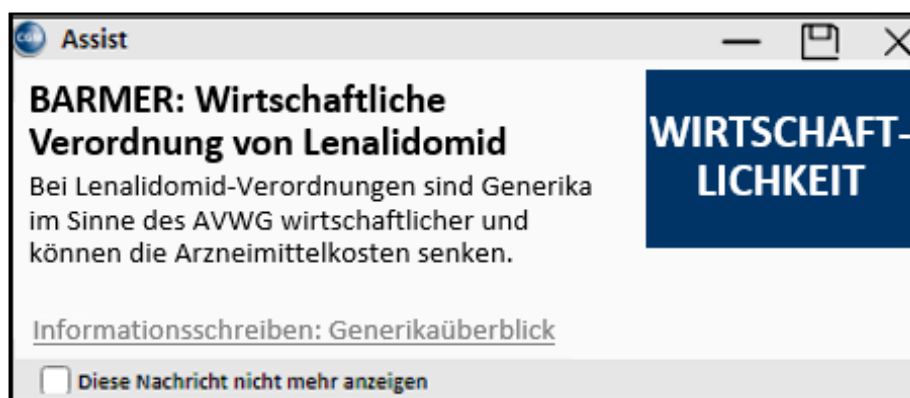 CGM Assist
BARMER: Wirtschaftliche
Verordnung von Lenalidomid
WIRTSCHAFT-
LICHKEIT
Bei Lenalidomid-Verordnungen sind Generika
im Sinne des AVWG wirtschaftlicher und
können die Arzneimittelkosten senken.
Informationsschreiben: Generikaüberblick
Diese Nachricht nicht mehr anzeigen